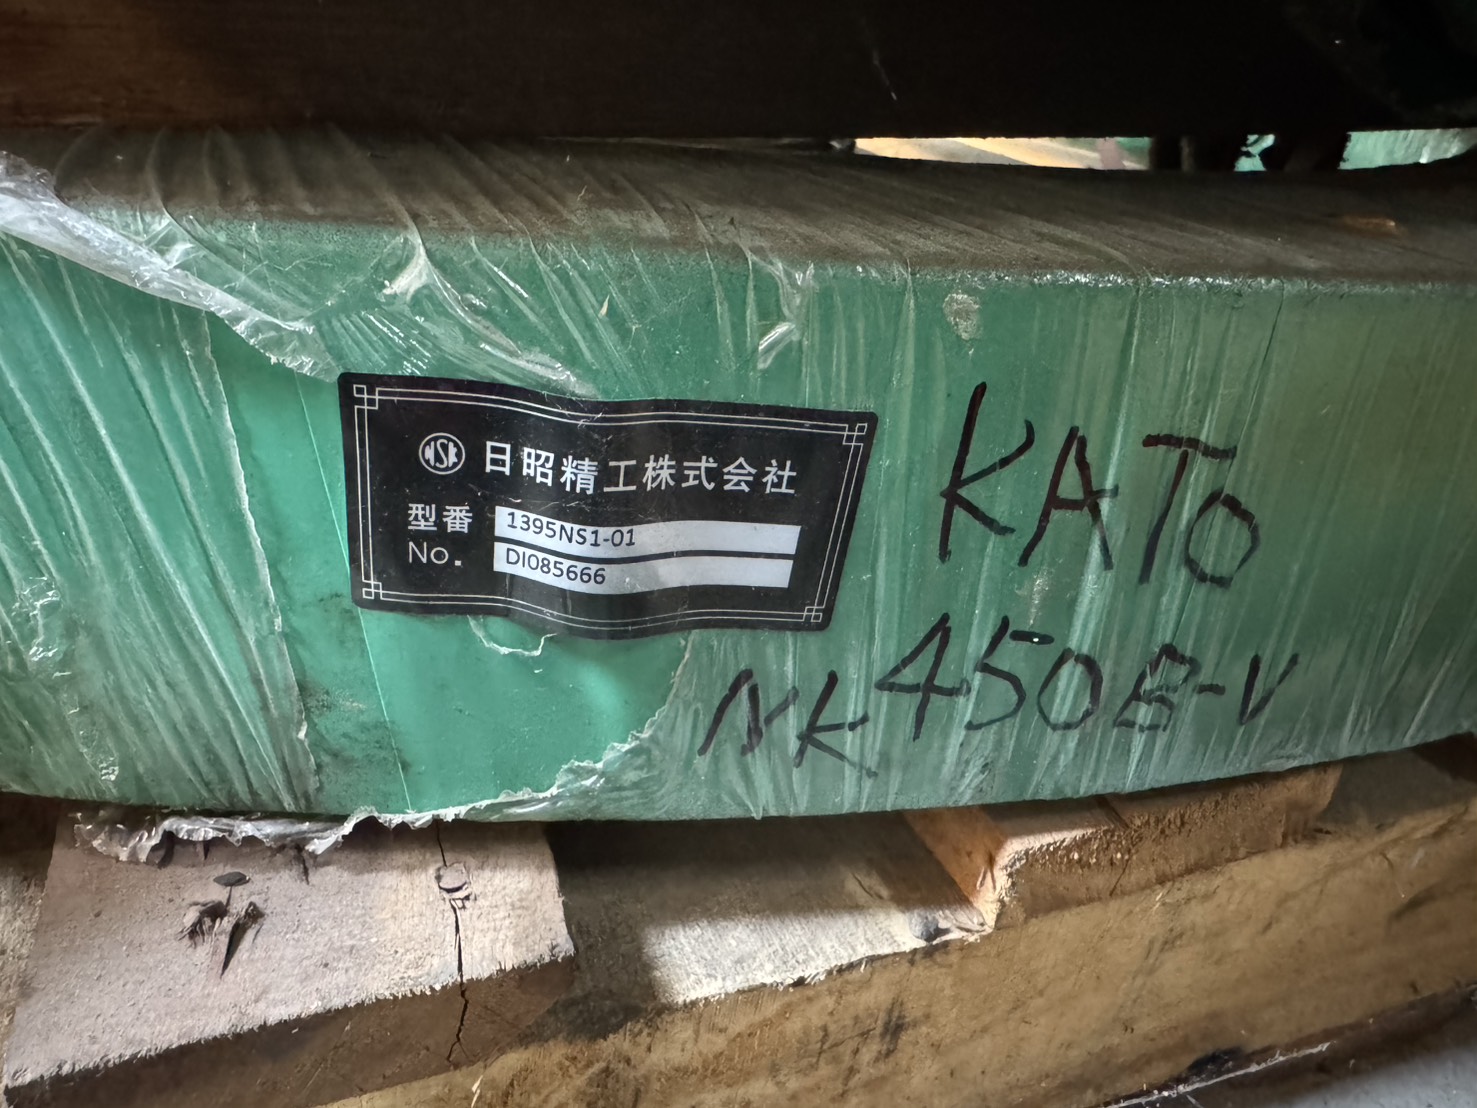 NSK 日昭精工株式会社
型番 1395NS1-01
No. DI085666
KATO
NK450B-V